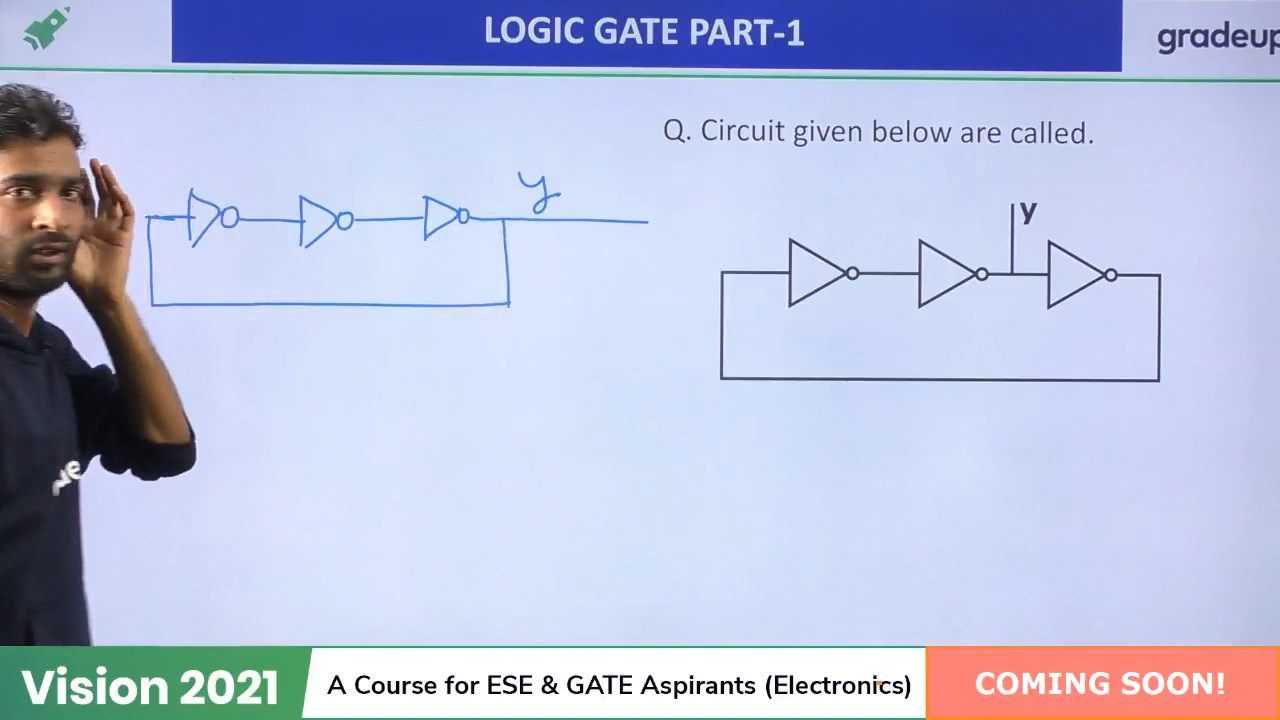 LOGIC GATE PART-1
gradeup
Q. Circuit given below are called.
y
y
Vision 2021
A Course for ESE & GATE Aspirants (Electronics)
COMING SOON!